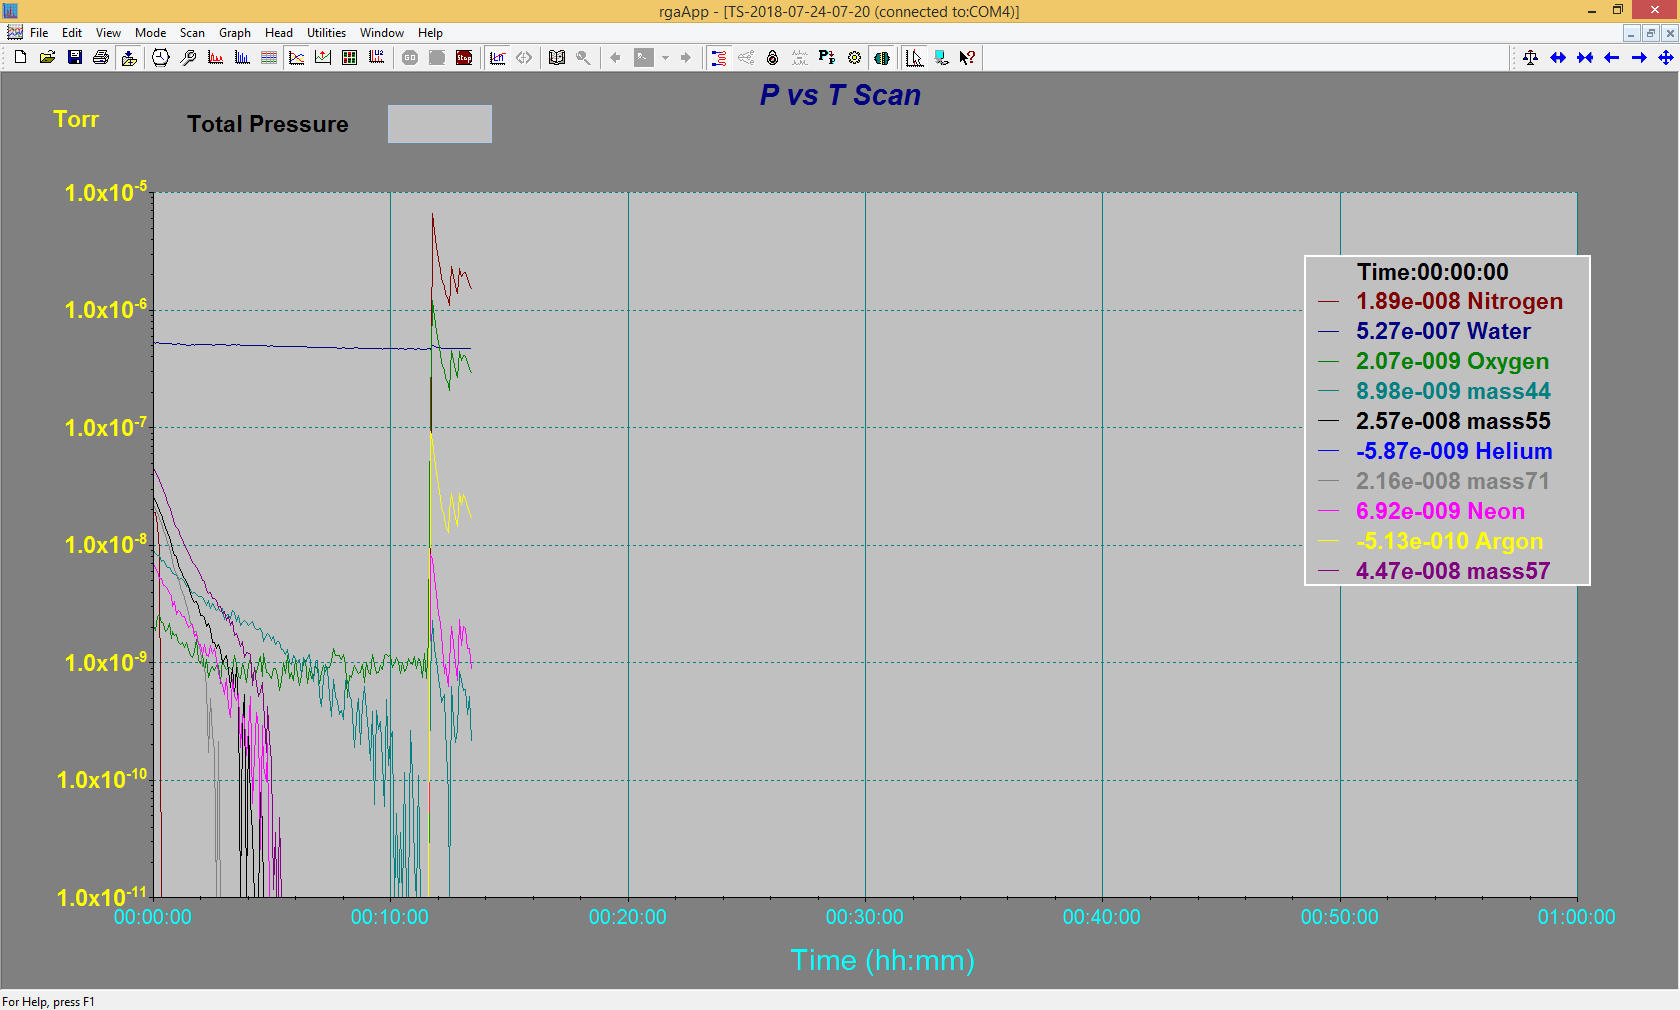 rgaApp - [TS-2018-07-24-07-20 (connected to:COM4)]
File Edit View Mode Scan Graph Head Utilities Window Help
P vs T Scan
Torr
Total Pressure
1.0x10-5
1.0x10-6
1.0x10-7
1.0x10-8
1.0x10-9
1.0x10-10
1.0x10-11
Time:00:00:00
1.89e-008 Nitrogen
5.27e-007 Water
2.07e-009 Oxygen
8.98e-009 mass44
2.57e-008 mass55
-5.87e-009 Helium
2.16e-008 mass71
6.92e-009 Neon
-5.13e-010 Argon
4.47e-008 mass57
00:00:00 00:10:00 00:20:00 00:30:00 00:40:00 00:50:00 01:00:00
Time (hh:mm)
For Help, press F1